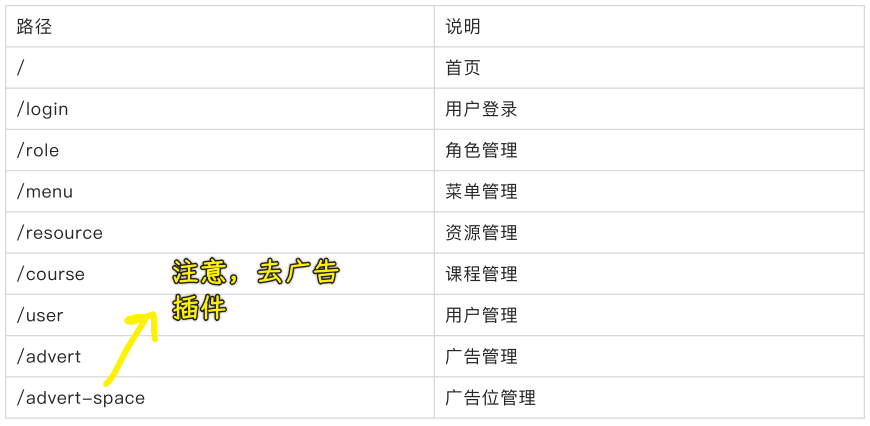 路径 说明
/ 首页
/login 用户登录
/role 角色管理
/menu 菜单管理
/resource 资源管理
/course 注意，去广告 课程管理
/user 插件 用户管理
/advert 广告管理
/advert-space 广告位管理